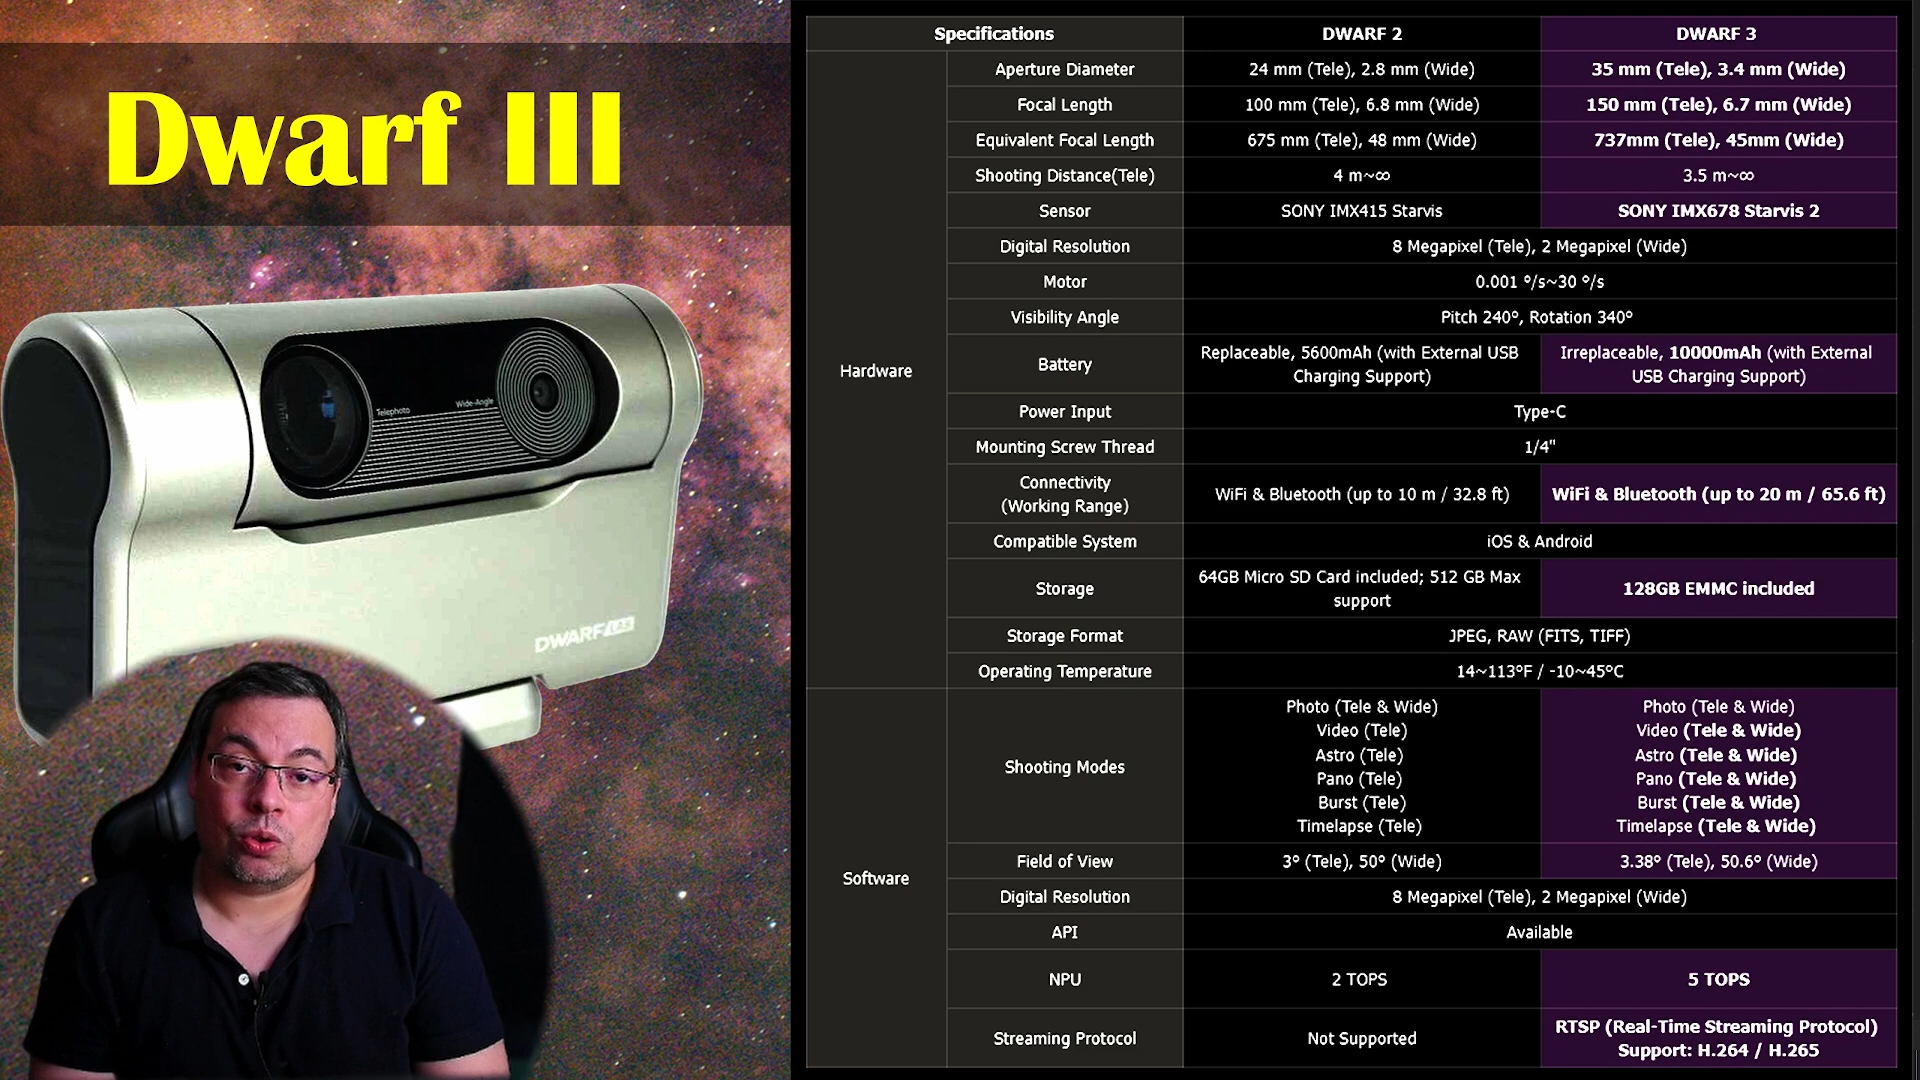 Dwarf III
Telephoto
Wide-Angle
DWARFLAB
Specifications
DWARF 2
DWARF 3
Hardware
Aperture Diameter
24 mm (Tele), 2.8 mm (Wide)
35 mm (Tele), 3.4 mm (Wide)
Focal Length
100 mm (Tele), 6.8 mm (Wide)
150 mm (Tele), 6.7 mm (Wide)
Equivalent Focal Length
675 mm (Tele), 48 mm (Wide)
737mm (Tele), 45mm (Wide)
Shooting Distance(Tele)
4 m~∞
3.5 m~∞
Sensor
SONY IMX415 Starvis
SONY IMX678 Starvis 2
Digital Resolution
8 Megapixel (Tele), 2 Megapixel (Wide)
Motor
0.001 º/s~30 º/s
Visibility Angle
Pitch 240º, Rotation 340º
Battery
Replaceable, 5600mAh (with External USB
Charging Support)
Irreplaceable, 10000mAh (with External
USB Charging Support)
Power Input
Type-C
Mounting Screw Thread
1/4"
Connectivity
(Working Range)
WiFi & Bluetooth (up to 10 m / 32.8 ft)
WiFi & Bluetooth (up to 20 m / 65.6 ft)
Compatible System
iOS & Android
Storage
64GB Micro SD Card included; 512 GB Max
support
128GB EMMC included
Storage Format
JPEG, RAW (FITS, TIFF)
Operating Temperature
14~113ºF / -10~45ºC
Software
Shooting Modes
Photo (Tele & Wide)
Video (Tele)
Astro (Tele)
Pano (Tele)
Burst (Tele)
Timelapse (Tele)
Photo (Tele & Wide)
Video (Tele & Wide)
Astro (Tele & Wide)
Pano (Tele & Wide)
Burst (Tele & Wide)
Timelapse (Tele & Wide)
Field of View
3º (Tele), 50º (Wide)
3.38º (Tele), 50.6º (Wide)
Digital Resolution
8 Megapixel (Tele), 2 Megapixel (Wide)
API
Available
NPU
2 TOPS
5 TOPS
Streaming Protocol
Not Supported
RTSP (Real-Time Streaming Protocol)
Support: H.264 / H.265